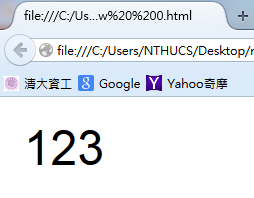 file:///C:/Us...w%20%200.html
file:///C:/Users/NTHUCS/Desktop/r
清大資工 Google Yahoo奇摩
123